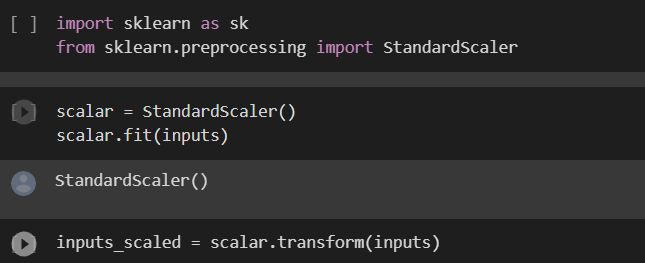 [ ] import sklearn as sk
from sklearn.preprocessing import StandardScaler
scalar = StandardScaler()
scalar.fit(inputs)
StandardScaler()
inputs_scaled = scalar.transform(inputs)